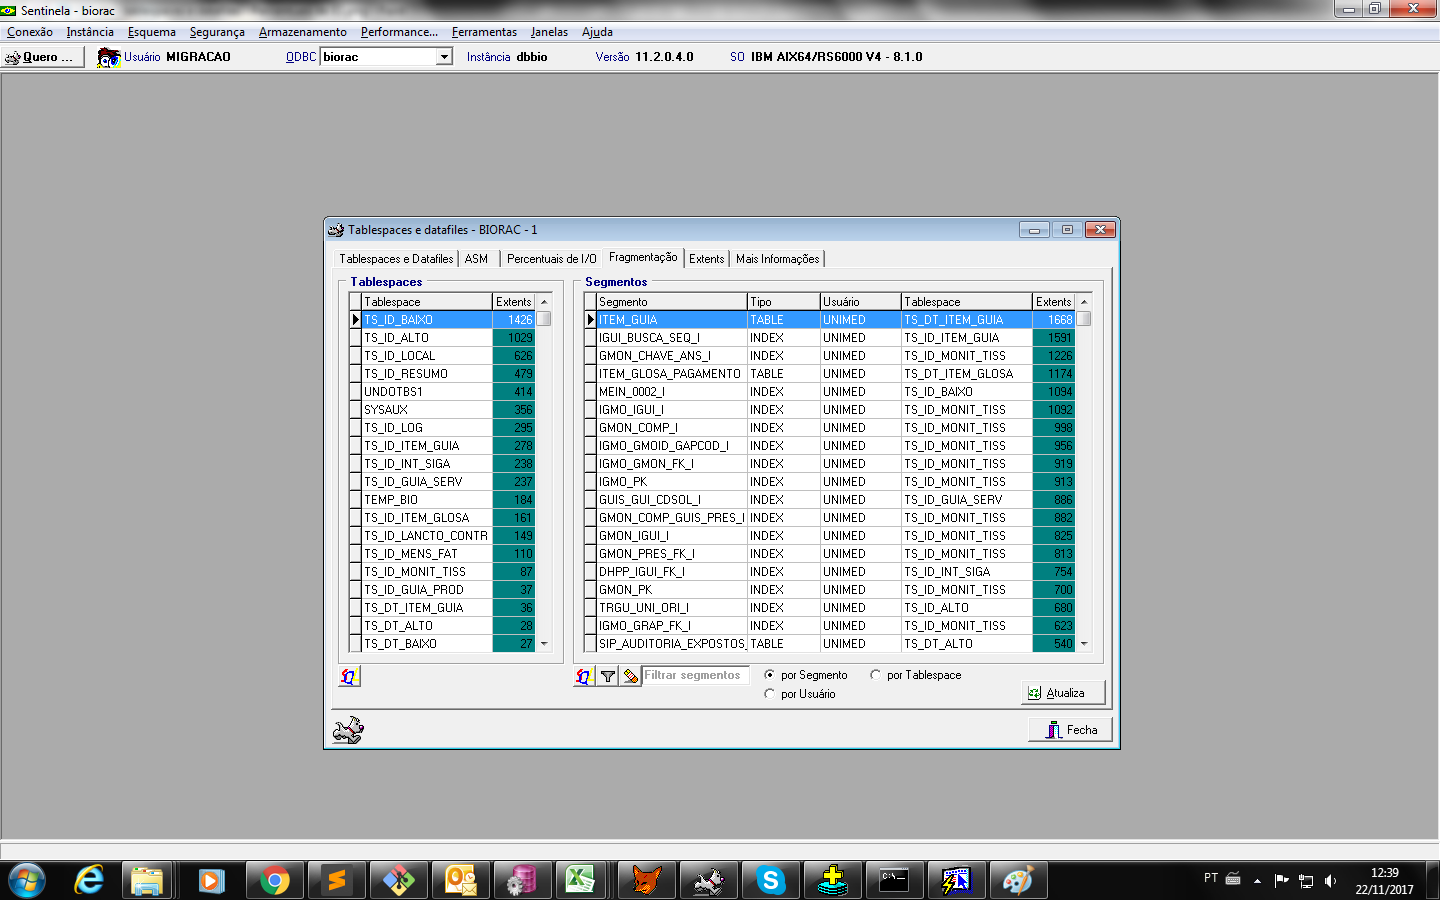 Sentinela - biorac
Conexão Instância Esquema Segurança Armazenamento Performance... Ferramentas Janelas Ajuda
Quero ... Usuário MIGRACAO ODBC biorac Instância dbbio Versão 11.2.0.4.0 SO IBM AIX64/RS6000 V4 - 8.1.0
Tablespaces e datafiles - BIORAC - 1
Tablespaces e Datafiles ASM Percentuais de I/O Fragmentação Extents Mais Informações
Tablespaces
Tablespace Extents
TS_ID_BAIXO 1426
TS_ID_ALTO 1029
TS_ID_LOCAL 626
TS_ID_RESUMO 479
UNDOTBS1 414
SYSAUX 356
TS_ID_LOG 295
TS_ID_ITEM_GUIA 278
TS_ID_INT_SIGA 238
TS_ID_GUIA_SERV 237
TEMP_BIO 184
TS_ID_ITEM_GLOSA 161
TS_ID_LANCTO_CONTR 149
TS_ID_MENS_FAT 110
TS_ID_MONIT_TISS 87
TS_ID_GUIA_PROD 37
TS_DT_ITEM_GUIA 36
TS_DT_ALTO 28
TS_DT_BAIXO 27
Segmentos
Segmento Tipo Usuário Tablespace Extents
ITEM_GUIA TABLE UNIMED TS_DT_ITEM_GUIA 1668
IGUI_BUSCA_SEQ_I INDEX UNIMED TS_ID_ITEM_GUIA 1591
GMON_CHAVE_ANS_I INDEX UNIMED TS_ID_MONIT_TISS 1226
ITEM_GLOSA_PAGAMENTO TABLE UNIMED TS_DT_ITEM_GLOSA 1174
MEIN_0002_I INDEX UNIMED TS_ID_BAIXO 1094
IGMO_IGUI_I INDEX UNIMED TS_ID_MONIT_TISS 1092
GMON_COMP_I INDEX UNIMED TS_ID_MONIT_TISS 998
IGMO_GMOID_GAPCOD_I INDEX UNIMED TS_ID_MONIT_TISS 956
IGMO_GMON_FK_I INDEX UNIMED TS_ID_MONIT_TISS 919
IGMO_PK INDEX UNIMED TS_ID_MONIT_TISS 913
GUIS_GUI_CDSOL_I INDEX UNIMED TS_ID_GUIA_SERV 886
GMON_COMP_GUIS_PRES_I INDEX UNIMED TS_ID_MONIT_TISS 882
GMON_IGUI_I INDEX UNIMED TS_ID_MONIT_TISS 825
GMON_PRES_FK_I INDEX UNIMED TS_ID_MONIT_TISS 813
DHPP_IGUI_FK_I INDEX UNIMED TS_ID_INT_SIGA 754
GMON_PK INDEX UNIMED TS_ID_MONIT_TISS 700
TRGU_UNI_ORI_I INDEX UNIMED TS_ID_ALTO 680
IGMO_GRAP_FK_I INDEX UNIMED TS_ID_MONIT_TISS 623
SIP_AUDITORIA_EXPOSTOS_ TABLE UNIMED TS_DT_ALTO 540
Filtrar segmentos por Segmento por Tablespace
por Usuário
Atualiza
Fecha
C:\
PT 12:39
22/11/2017